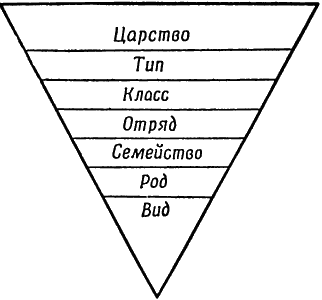 Царство
Тип
Класс
Отряд
Семейство
Род
Вид